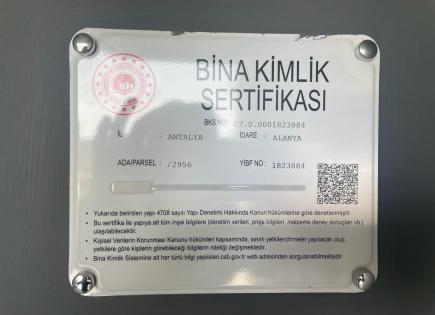 BİNA KİMLİK
SERTİFİKASI
BKS NO: 07.0.0001823884
İL : ANTALYA İDARE : ALANYA
ADA/PARSEL : /2956 YİBF NO: 1823884
• Yukarıda belirtilen yapı 4708 sayılı Yapı Denetimi Hakkında Kanun hükümlerine göre denetlenmiştir.
• Bu sertifika ile yapıya ait tüm inşai bilgilere (denetim verileri, proje bilgileri, malzeme deney sonuçları vb.)
ulaşılabilecektir.
• Kişisel Verilerin Korunması Kanunu hükümleri kapsamında, sınırlı yetkilendirmeler yapılacak olup,
yetkilere göre kişilerin görebileceği bilgilerin niteliği değişmektedir.
• Bina Kimlik Sistemine ait her türlü bilgi yapiisleri.csb.gov.tr web adresinden sorgulanabilmektedir.